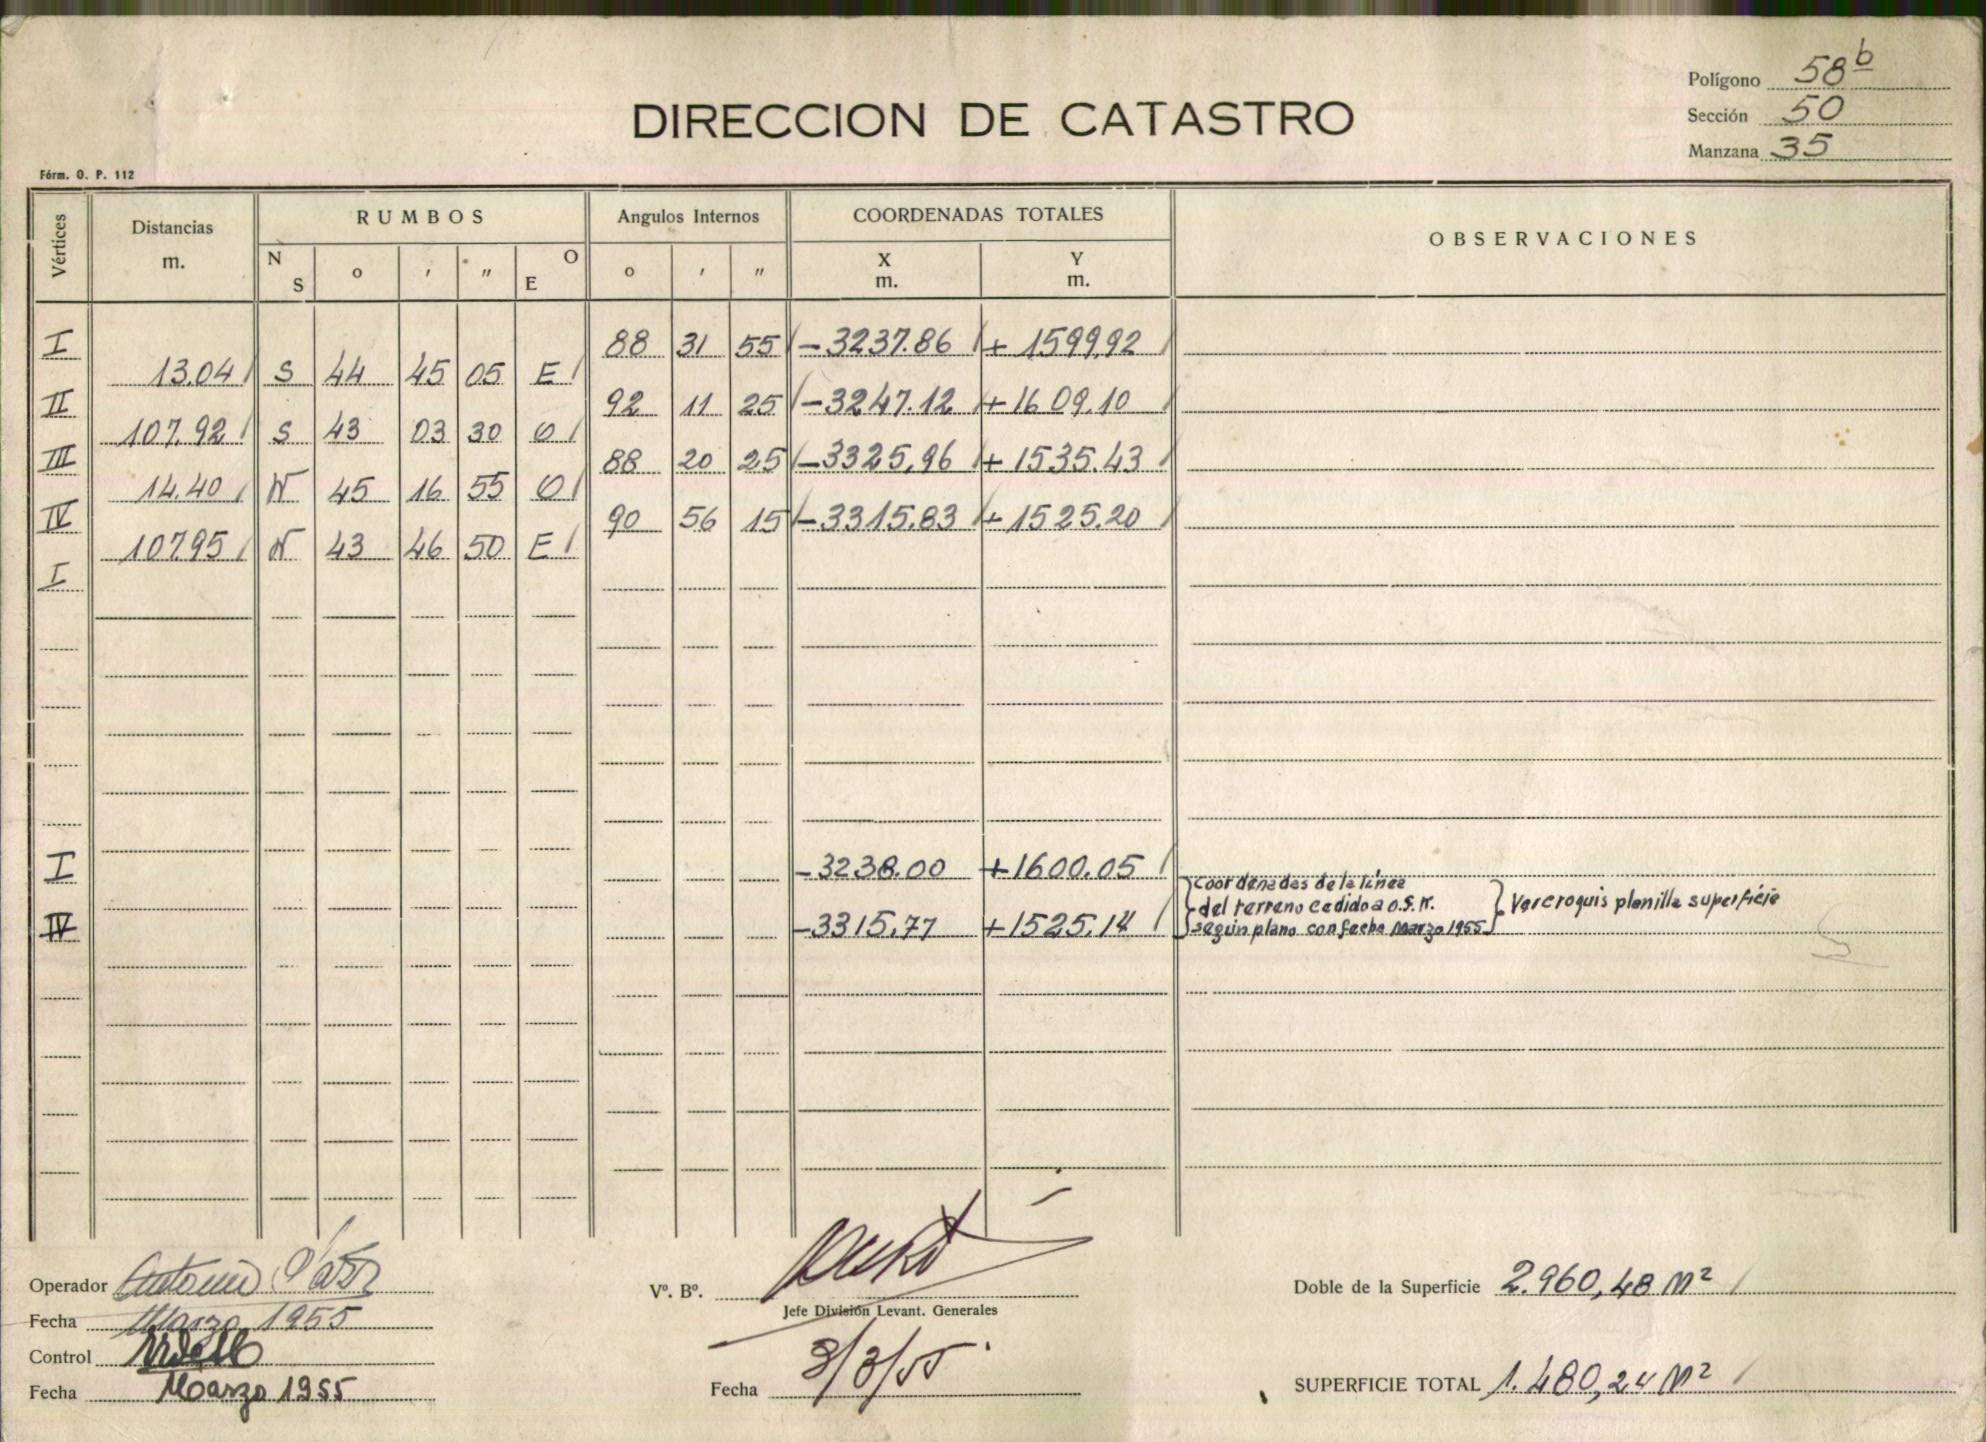 Polígono 58b
DIRECCION DE CATASTRO
Sección 50
Manzana 35
Fórm. O. P. 112
Vértices
Distancias
m.
RUMBOS
N S ° ' " O E
Angulos Internos
° ' "
COORDENADAS TOTALES
X
m.
Y
m.
OBSERVACIONES
I 88 31 55 -3237.86 + 1599.92
13.04 S 44 45 05 E
II 92 11 25 -3247.12 + 1609.10
107.92 S 43 03 30 O
III 88 20 25 -3325.96 + 1535.43
14.40 N 45 16 55 O
IV 90 56 15 -3315.83 + 1525.20
107.95 N 43 46 50 E
I
I -3238.00 +1600.05
Coordenadas de la línea
del terreno cedido a O.S.N. Ver croquis planilla superficie
IV -3315.77 +1525.14
según plano con fecha Marzo 1955
Operador Antonio
Fecha Marzo 1955
Control
Fecha Marzo 1955
Vº. Bº.
Jefe División Levant. Generales
Fecha 8/3/55
Doble de la Superficie 2.960,48 M²
SUPERFICIE TOTAL 1.480,24 M²